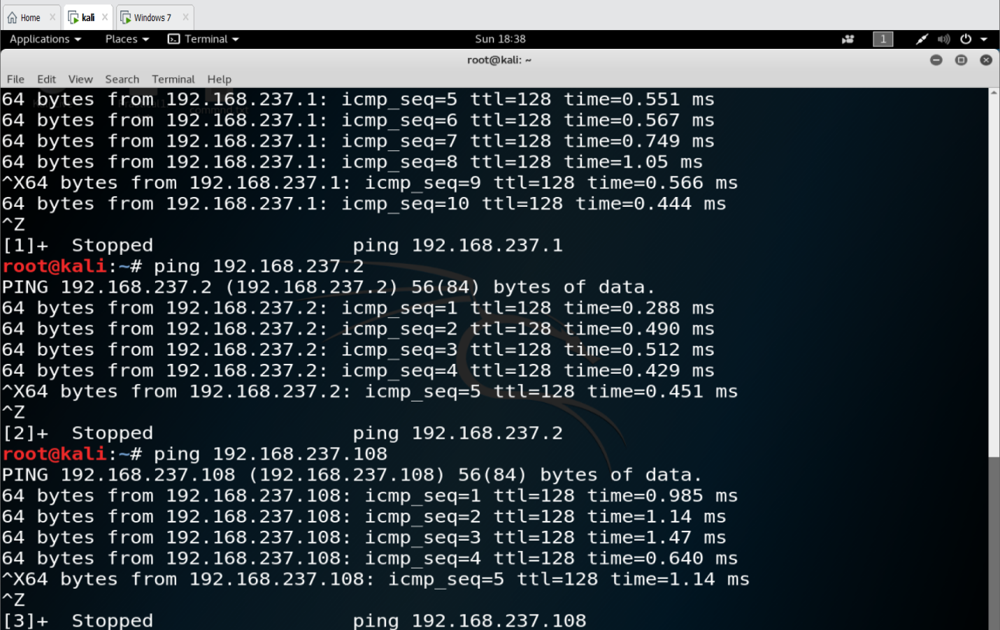 Home
kali
Windows 7
Applications
Places
Terminal
Sun 18:38
1
root@kali: ~
File Edit View Search Terminal Help
64 bytes from 192.168.237.1: icmp_seq=5 ttl=128 time=0.551 ms
64 bytes from 192.168.237.1: icmp_seq=6 ttl=128 time=0.567 ms
64 bytes from 192.168.237.1: icmp_seq=7 ttl=128 time=0.749 ms
64 bytes from 192.168.237.1: icmp_seq=8 ttl=128 time=1.05 ms
^X64 bytes from 192.168.237.1: icmp_seq=9 ttl=128 time=0.566 ms
64 bytes from 192.168.237.1: icmp_seq=10 ttl=128 time=0.444 ms
^Z
[1]+  Stopped                 ping 192.168.237.1
root@kali:~# ping 192.168.237.2
PING 192.168.237.2 (192.168.237.2) 56(84) bytes of data.
64 bytes from 192.168.237.2: icmp_seq=1 ttl=128 time=0.288 ms
64 bytes from 192.168.237.2: icmp_seq=2 ttl=128 time=0.490 ms
64 bytes from 192.168.237.2: icmp_seq=3 ttl=128 time=0.512 ms
64 bytes from 192.168.237.2: icmp_seq=4 ttl=128 time=0.429 ms
^X64 bytes from 192.168.237.2: icmp_seq=5 ttl=128 time=0.451 ms
^Z
[2]+  Stopped                 ping 192.168.237.2
root@kali:~# ping 192.168.237.108
PING 192.168.237.108 (192.168.237.108) 56(84) bytes of data.
64 bytes from 192.168.237.108: icmp_seq=1 ttl=128 time=0.985 ms
64 bytes from 192.168.237.108: icmp_seq=2 ttl=128 time=1.14 ms
64 bytes from 192.168.237.108: icmp_seq=3 ttl=128 time=1.47 ms
64 bytes from 192.168.237.108: icmp_seq=4 ttl=128 time=0.640 ms
^X64 bytes from 192.168.237.108: icmp_seq=5 ttl=128 time=1.14 ms
^Z
[3]+  Stopped                 ping 192.168.237.108